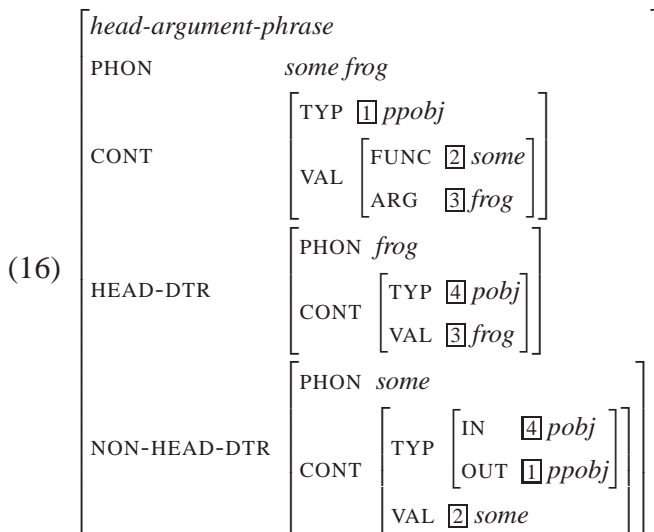 head-argument-phrase
PHON some frog
CONT
TYP 1 ppobj
VAL
FUNC 2 some
ARG 3 frog
(16)
HEAD-DTR
PHON frog
CONT
TYP 4 pobj
VAL 3 frog
NON-HEAD-DTR
PHON some
CONT
TYP
IN 4 pobj
OUT 1 ppobj
VAL 2 some